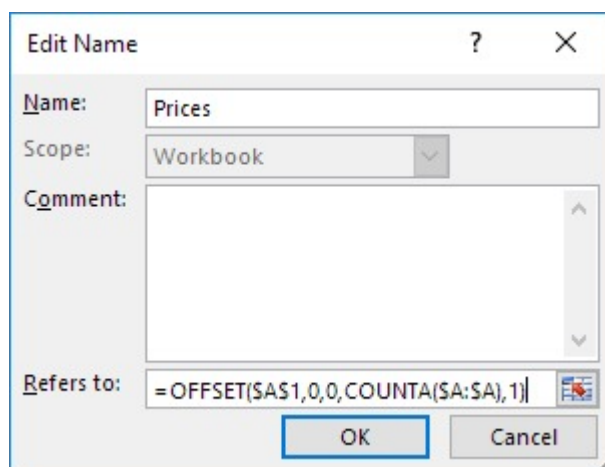 Edit Name ? ×
Name: Prices
Scope: Workbook
Comment:
Refers to: =OFFSET($A$1,0,0,COUNTA($A:$A),1)
OK Cancel